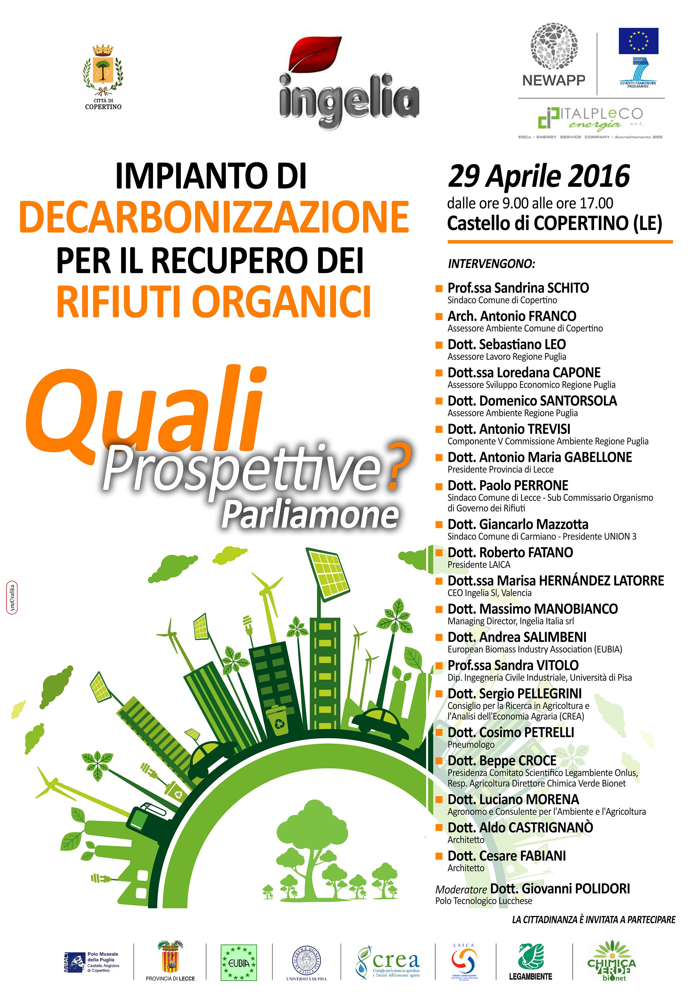 C P
CITTÀ DI
COPERTINO
ingelia
NEWAPP
SEVENTH FRAMEWORK
PROGRAMME
ITALPLeCO
energia s.r.l.
ESCo • ENERGY SERVICE COMPANY • Accreditamento GSE
IMPIANTO DI
DECARBONIZZAZIONE
PER IL RECUPERO DEI
RIFIUTI ORGANICI
Quali
Prospettive?
Parliamone
ArteGrafika
29 Aprile 2016
dalle ore 9.00 alle ore 17.00
Castello di COPERTINO (LE)
INTERVENGONO:
Prof.ssa Sandrina SCHITO
Sindaco Comune di Copertino
Arch. Antonio FRANCO
Assessore Ambiente Comune di Copertino
Dott. Sebastiano LEO
Assessore Lavoro Regione Puglia
Dott.ssa Loredana CAPONE
Assessore Sviluppo Economico Regione Puglia
Dott. Domenico SANTORSOLA
Assessore Ambiente Regione Puglia
Dott. Antonio TREVISI
Componente V Commissione Ambiente Regione Puglia
Dott. Antonio Maria GABELLONE
Presidente Provincia di Lecce
Dott. Paolo PERRONE
Sindaco Comune di Lecce - Sub Commissario Organismo
di Governo dei Rifiuti
Dott. Giancarlo Mazzotta
Sindaco Comune di Carmiano - Presidente UNION 3
Dott. Roberto FATANO
Presidente LAICA
Dott.ssa Marisa HERNÁNDEZ LATORRE
CEO Ingelia Sl, Valencia
Dott. Massimo MANOBIANCO
Managing Director, Ingelia Italia srl
Dott. Andrea SALIMBENI
European Biomass Industry Association (EUBIA)
Prof.ssa Sandra VITOLO
Dip. Ingegneria Civile Industriale, Università di Pisa
Dott. Sergio PELLEGRINI
Consiglio per la Ricerca in Agricoltura e
l'Analisi dell'Economia Agraria (CREA)
Dott. Cosimo PETRELLI
Pneumologo
Dott. Beppe CROCE
Presidenza Comitato Scientifico Legambiente Onlus,
Resp. Agricoltura Direttore Chimica Verde Bionet
Dott. Luciano MORENA
Agronomo e Consulente per l'Ambiente e l'Agricoltura
Dott. Aldo CASTRIGNANÒ
Architetto
Dott. Cesare FABIANI
Architetto
Moderatore Dott. Giovanni POLIDORI
Polo Tecnologico Lucchese
LA CITTADINANZA È INVITATA A PARTECIPARE
MiBACT
Polo Museale
della Puglia
Castello Angioino
di Copertino
PROVINCIA DI LECCE
EUBIA
IN SUPREMÆ DIGNITATIS
1343
UNIVERSITÀ DI PISA
crea
Consiglio per la ricerca in agricoltura
e l'analisi dell'economia agraria
LAICA
LIBERA ASSOCIAZIONE
DELLE IMPRESE E DELLE PROFESSIONI
DEL SALENTO
LEGAMBIENTE
CHIMICA
VERDE
bionet